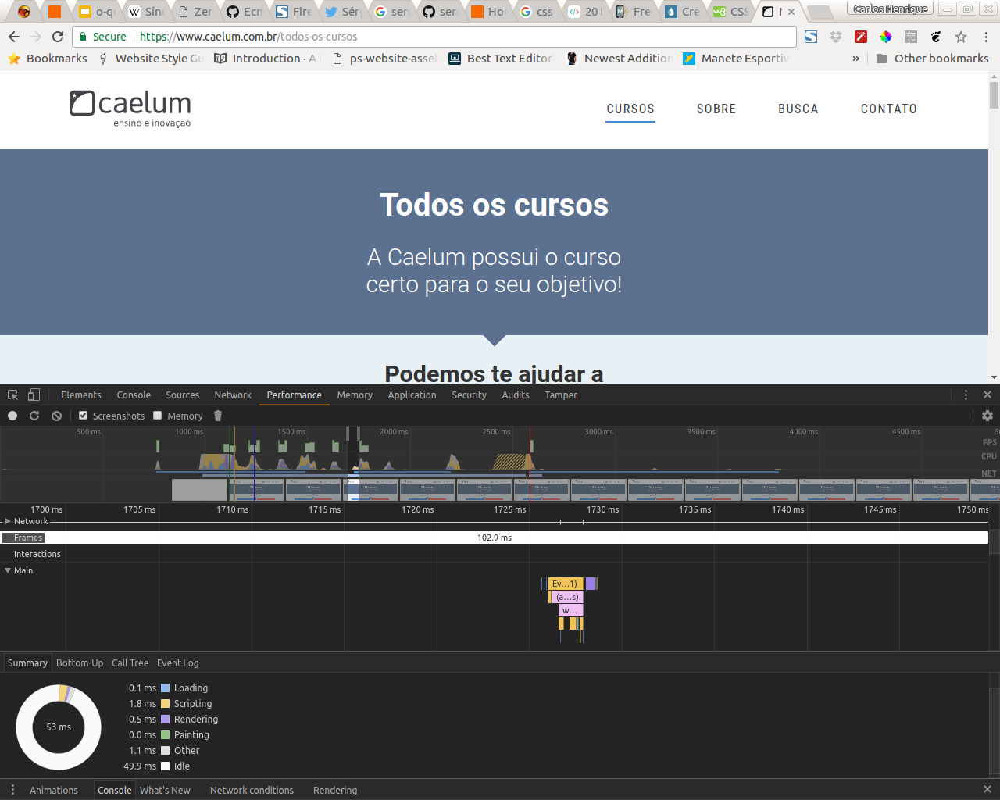 o-q
Sín
Zer
Ecm
Fire
Sér
ser
ser
Ho
css
20
Fre
Cre
CSS
Carlos Henrique
Secure https://www.caelum.com.br/todos-os-cursos
Bookmarks Website Style Gu Introduction · A ps-website-asse Best Text Editor Newest Addition Manete Esportiv » Other bookmarks
caelum
ensino e inovação
CURSOS SOBRE BUSCA CONTATO
Todos os cursos
A Caelum possui o curso
certo para o seu objetivo!
Podemos te ajudar a
Elements Console Sources Network Performance Memory Application Security Audits Tamper
Screenshots Memory
500 ms 1000 ms 1500 ms 2000 ms 2500 ms 3000 ms 3500 ms 4000 ms 4500 ms
FPS
CPU
NET
1700 ms 1705 ms 1710 ms 1715 ms 1720 ms 1725 ms 1730 ms 1735 ms 1740 ms 1745 ms 1750 ms
Network
Frames 102.9 ms
Interactions
Main
Ev…1)
(a…s)
w…
Summary Bottom-Up Call Tree Event Log
53 ms
0.1 ms Loading
1.8 ms Scripting
0.5 ms Rendering
0.0 ms Painting
1.1 ms Other
49.9 ms Idle
Animations Console What's New Network conditions Rendering